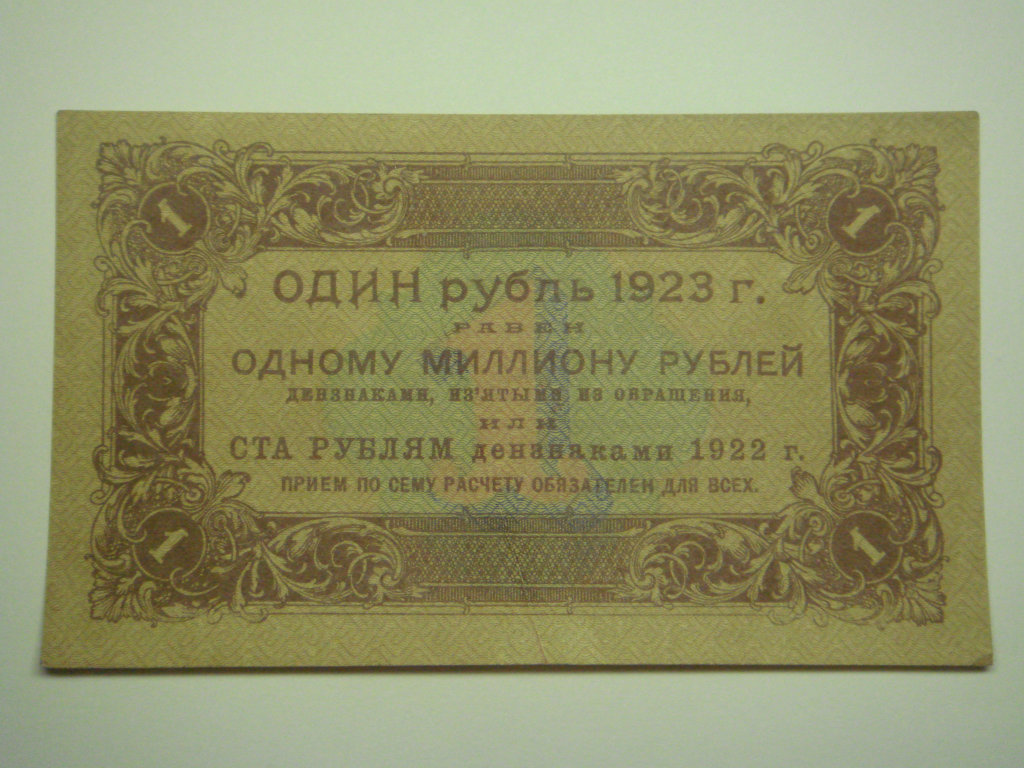 1 1
ОДИН рубль 1923 г.
РАВЕН
ОДНОМУ МИЛЛИОНУ РУБЛЕЙ
ДЕНЗНАКАМИ, ИЗ'ЯТЫМИ ИЗ ОБРАЩЕНИЯ,
ИЛИ
СТА РУБЛЯМ дензнаками 1922 г.
ПРИЕМ ПО СЕМУ РАСЧЕТУ ОБЯЗАТЕЛЕН ДЛЯ ВСЕХ.
1 1